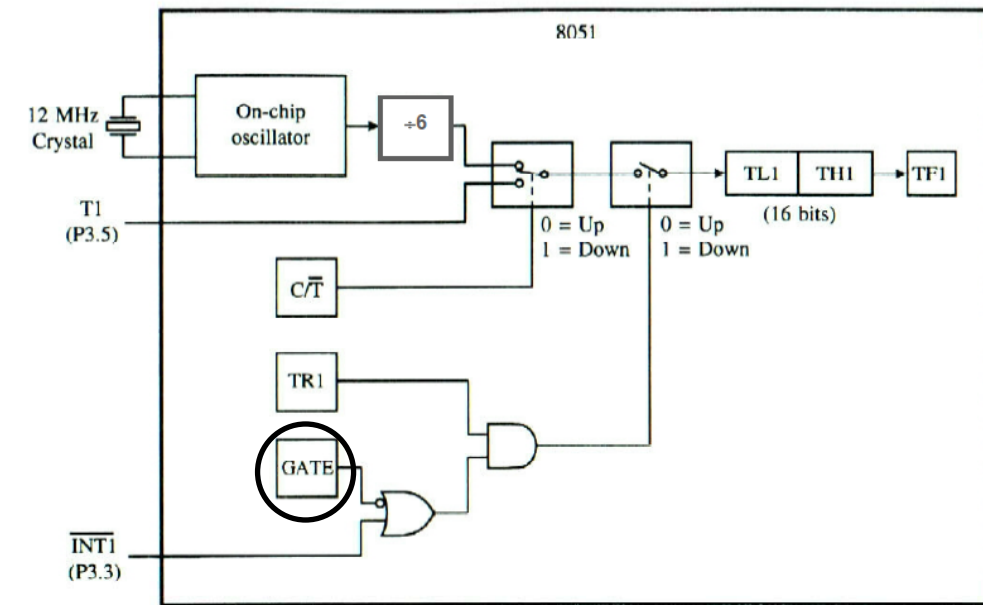 8051
12 MHz
Crystal
On-chip
oscillator
÷6
T1
(P3.5)
TL1
TH1
TF1
(16 bits)
0 = Up
1 = Down
0 = Up
1 = Down
C/T̅
TR1
GATE
I̅N̅T̅1̅
(P3.3)